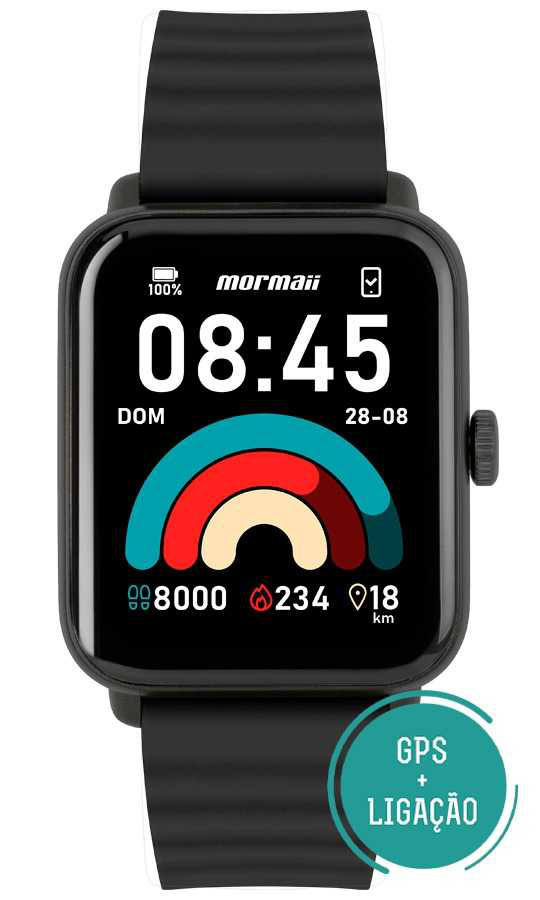 100%
mormaii
08:45
DOM
28-08
8000
234
18
km
GPS
+
LIGAÇÃO